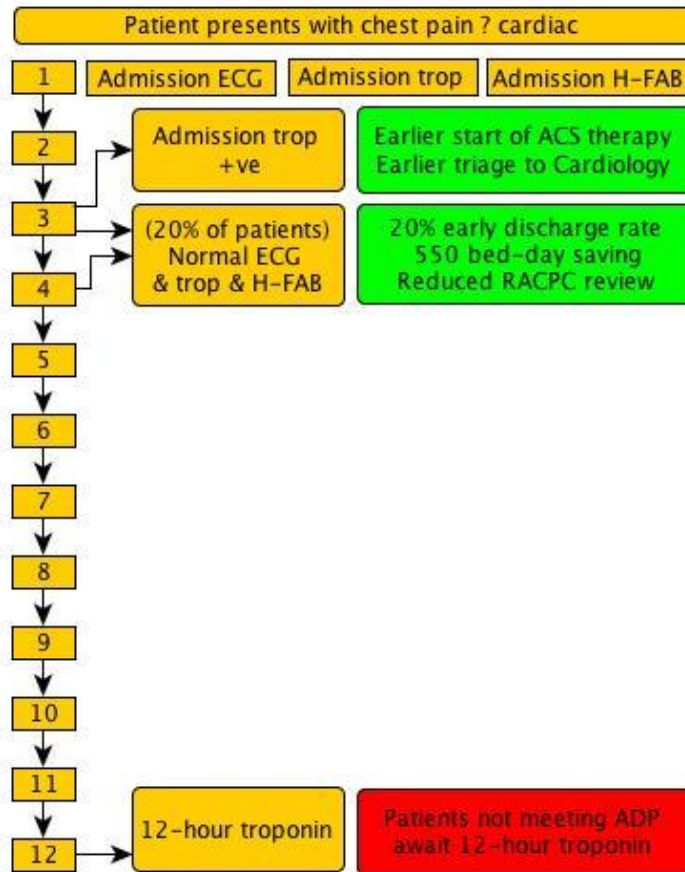 Patient presents with chest pain ? cardiac
1
Admission ECG
Admission trop
Admission H-FAB
2
Admission trop
+ve
Earlier start of ACS therapy
Earlier triage to Cardiology
3
(20% of patients)
Normal ECG
& trop & H-FAB
20% early discharge rate
550 bed-day saving
Reduced RACPC review
4
5
6
7
8
9
10
11
12
12-hour troponin
Patients not meeting ADP
await 12-hour troponin